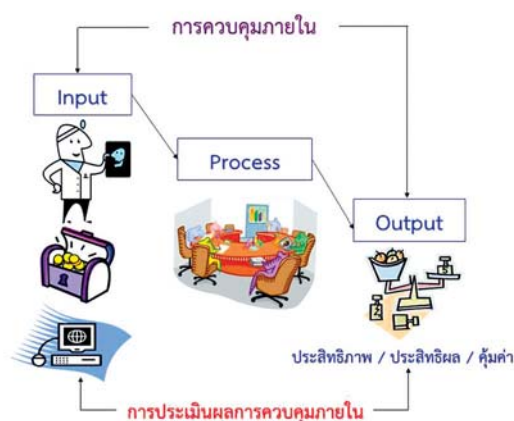 การควบคุมภายใน
Input
Process
Output
ประสิทธิภาพ / ประสิทธิผล / คุ้มค่า
การประเมินผลการควบคุมภายใน